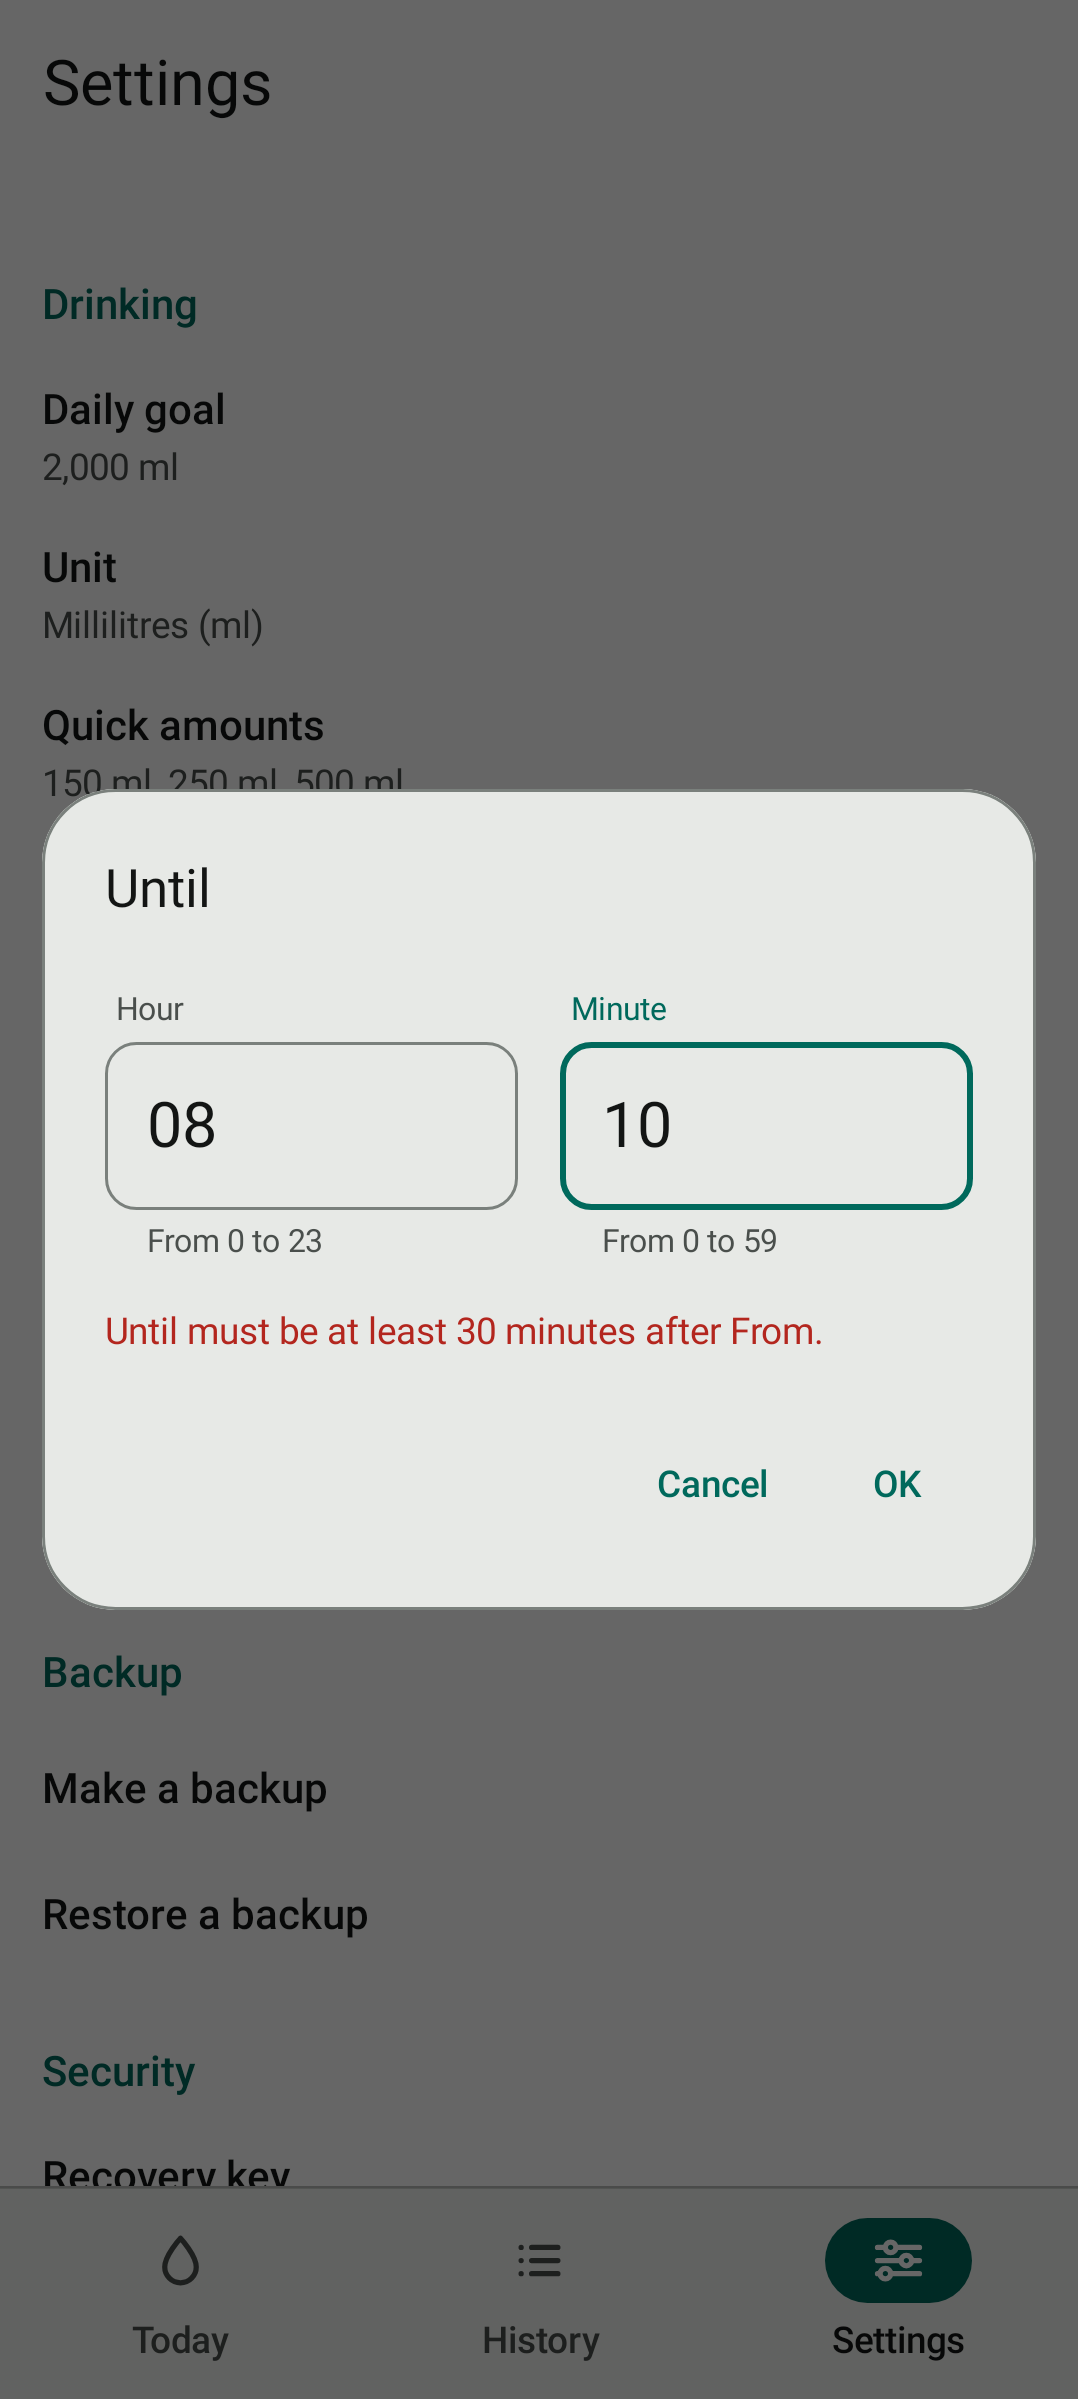 Settings
Drinking
Daily goal
2,000 ml
Unit
Millilitres (ml)
Quick amounts
150 ml, 250 ml, 500 ml
Until
Hour
Minute
08
10
From 0 to 23
From 0 to 59
Until must be at least 30 minutes after From.
Cancel
OK
Backup
Make a backup
Restore a backup
Security
Recovery key
Today
History
Settings